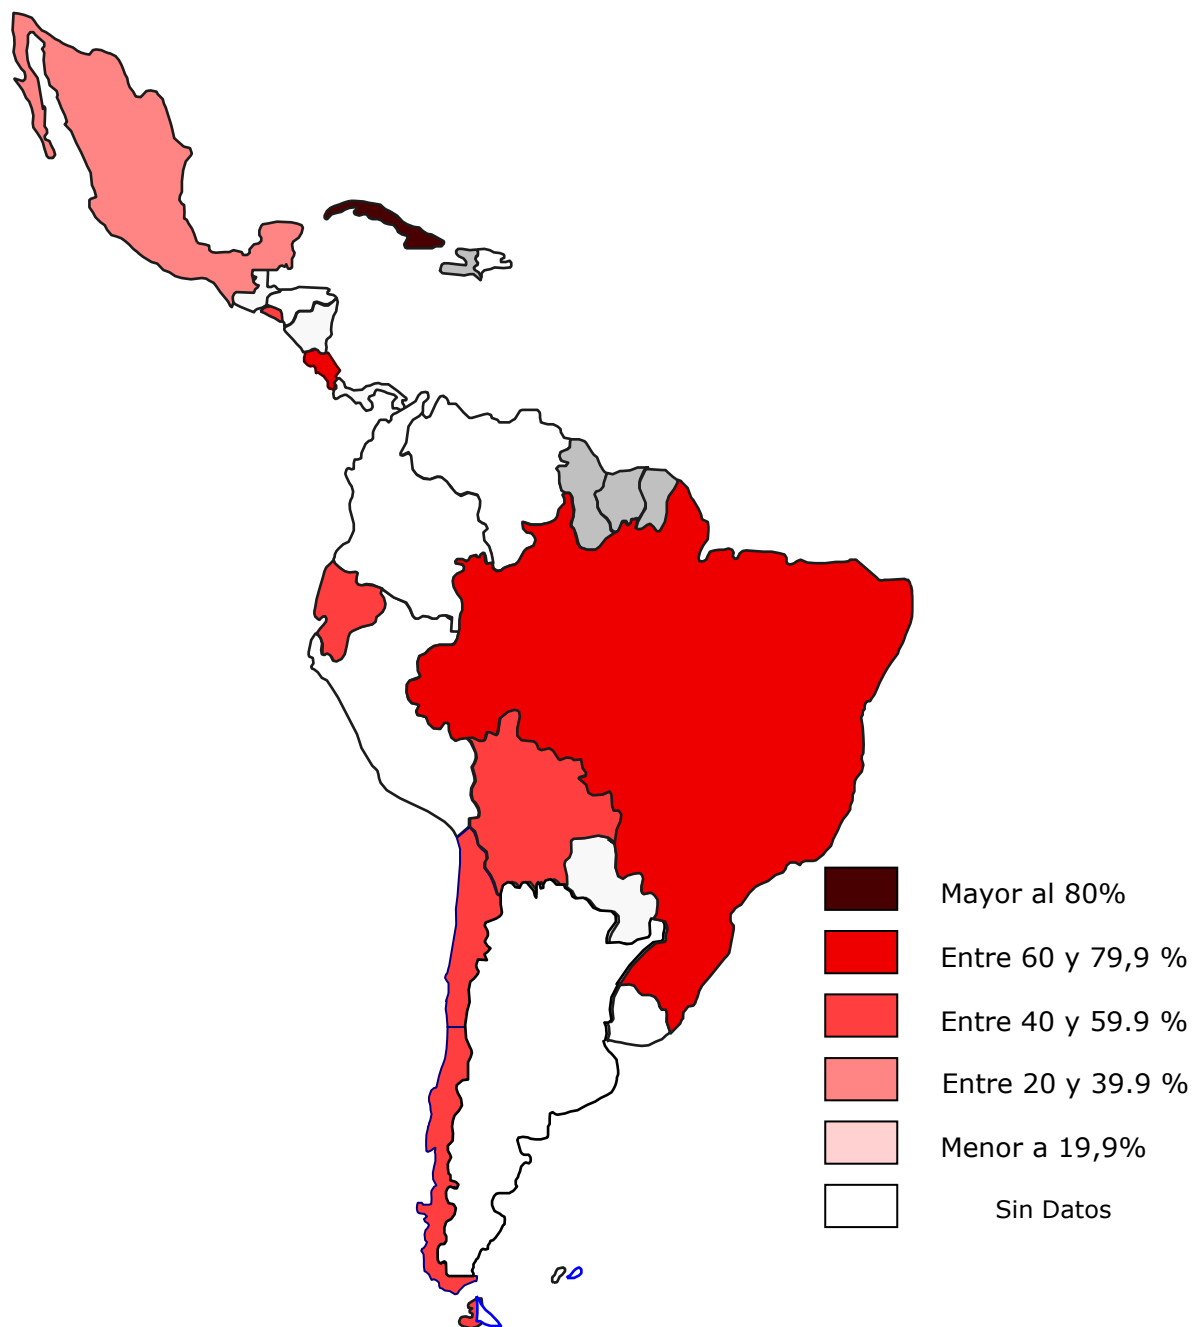 Mayor al 80%
Entre 60 y 79,9 %
Entre 40 y 59.9 %
Entre 20 y 39.9 %
Menor a 19,9%
Sin Datos